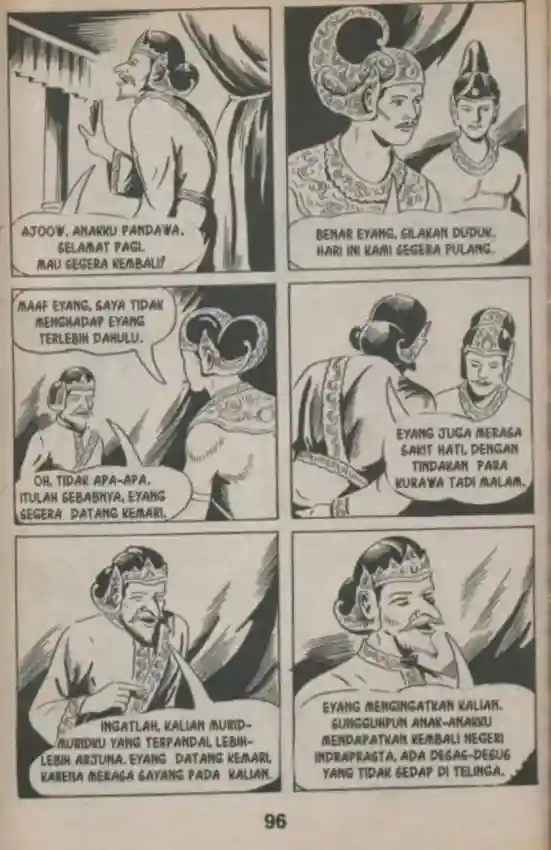 AJOOW, ANAKKU PANDAWA.
SELAMAT PAGI.
MAU SEGERA KEMBALI?
BENAR EYANG, SILAKAN DUDUK.
HARI INI KAMI SEGERA PULANG.
MAAF EYANG, SAYA TIDAK
MENGHADAP EYANG
TERLEBIH DAHULU.
OH, TIDAK APA-APA.
ITULAH SEBABNYA, EYANG
SEGERA DATANG KEMARI.
EYANG JUGA MERASA
SAKIT HATI, DENGAN
TINDAKAN PARA
KURAWA TADI MALAM.
INGATLAH, KALIAN MURID-
MURIDKU YANG TERPANDAI, LEBIH-
LEBIH ARJUNA. EYANG DATANG KEMARI,
KARENA MERASA SAYANG PADA KALIAN.
EYANG MENGINGATKAN KALIAN.
SUNGGUHPUN ANAK-ANAKKU
MENDAPATKAN KEMBALI NEGERI
INDRAPRASTA, ADA DESAS-DESUS
YANG TIDAK SEDAP DI TELINGA.
96